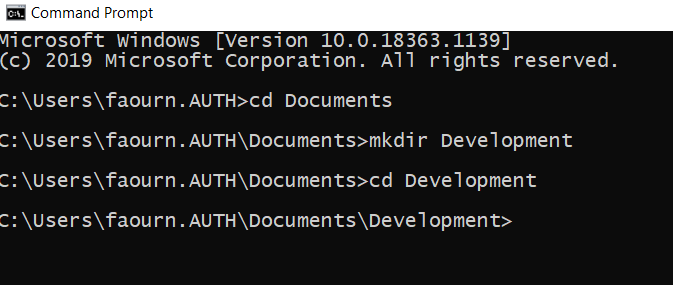 Command Prompt
Microsoft Windows [Version 10.0.18363.1139]
(c) 2019 Microsoft Corporation. All rights reserved.
C:\Users\faourn.AUTH>cd Documents
C:\Users\faourn.AUTH\Documents>mkdir Development
C:\Users\faourn.AUTH\Documents>cd Development
C:\Users\faourn.AUTH\Documents\Development>